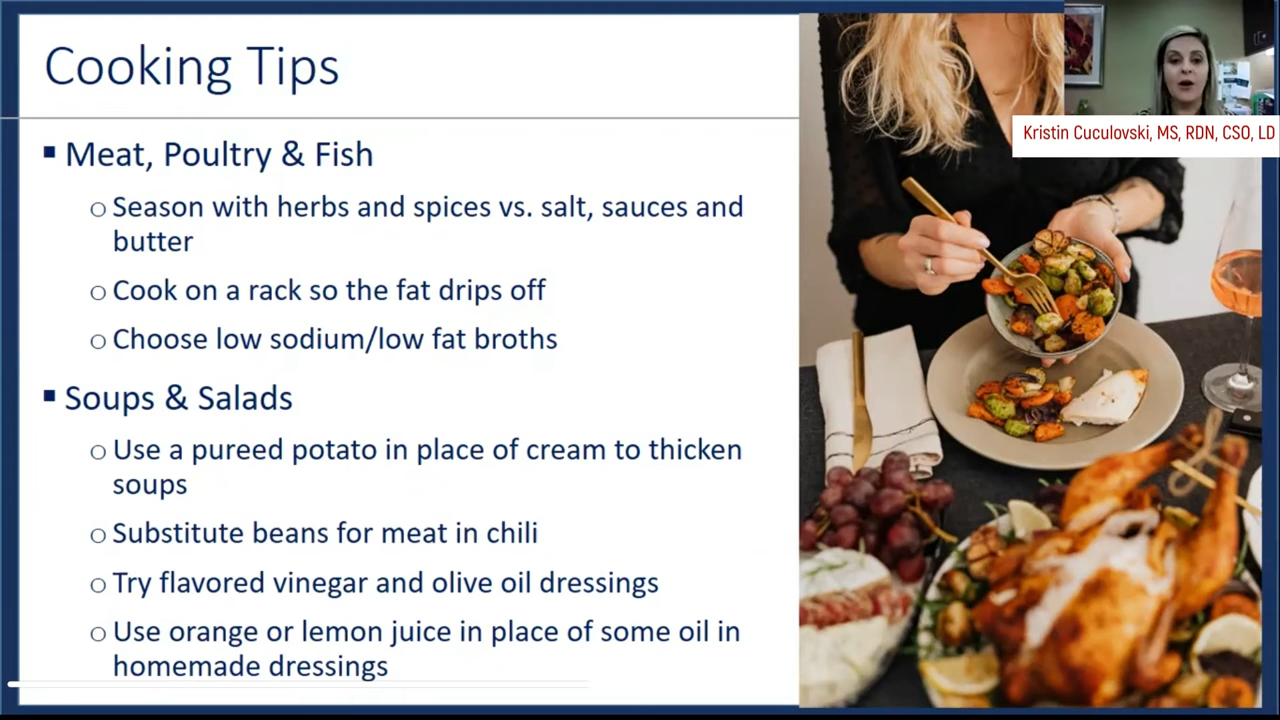 Cooking Tips
Kristin Cuculovski, MS, RDN, CSO, LD
▪ Meat, Poultry & Fish
○ Season with herbs and spices vs. salt, sauces and
butter
○ Cook on a rack so the fat drips off
○ Choose low sodium/low fat broths
▪ Soups & Salads
○ Use a pureed potato in place of cream to thicken
soups
○ Substitute beans for meat in chili
○ Try flavored vinegar and olive oil dressings
○ Use orange or lemon juice in place of some oil in
homemade dressings